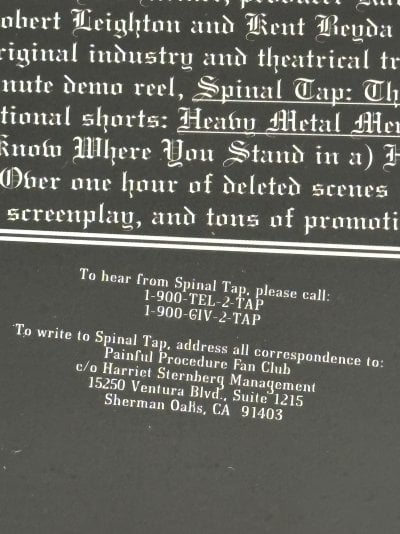 obert Leighton and Kent Beyda
riginal industry and theatrical tr
nute demo reel, Spinal Tap: Th
tional shorts: Heavy Metal Mem
Know Where You Stand in a) H
Over one hour of deleted scenes
screenplay, and tons of promoti
To hear from Spinal Tap, please call:
1-900-TEL-2-TAP
1-900-GIV-2-TAP
To write to Spinal Tap, address all correspondence to:
Painful Procedure Fan Club
c/o Harriet Sternberg Management
15250 Ventura Blvd., Suite 1215
Sherman Oaks, CA 91403